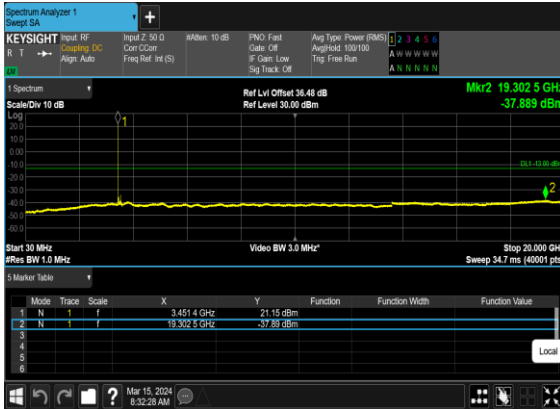 Spectrum Analyzer 1
Swept SA
+
KEYSIGHT Input: RF Input Z: 50 Ω #Atten: 10 dB PNO: Fast Avg Type: Power (RMS) 1 2 3 4 5 6
R T Coupling: DC Corr CCorr Gate: Off Avg|Hold: 100/100 A W W W W W
Align: Auto Freq Ref: Int (S) IF Gain: Low Trig: Free Run
Sig Track: Off A N N N N N
1 Spectrum Ref Lvl Offset 36.48 dB Mkr2 19.302 5 GHz
Scale/Div 10 dB Ref Level 30.00 dBm -37.889 dBm
Log
20.0
10.0
0.00
-10.0
-20.0
-30.0
-40.0
-50.0
-60.0
1
DL1 -13.00 dBm
2
Start 30 MHz Video BW 3.0 MHz* Stop 20.000 GH
#Res BW 1.0 MHz Sweep 34.7 ms (40001 pts
5 Marker Table
Mode Trace Scale X Y Function Function Width Function Value
1 N 1 f 3.451 4 GHz 21.15 dBm
2 N 1 f 19.302 5 GHz -37.89 dBm
3
4
5
6
Local
? Mar 15, 2024
8:32:28 AM